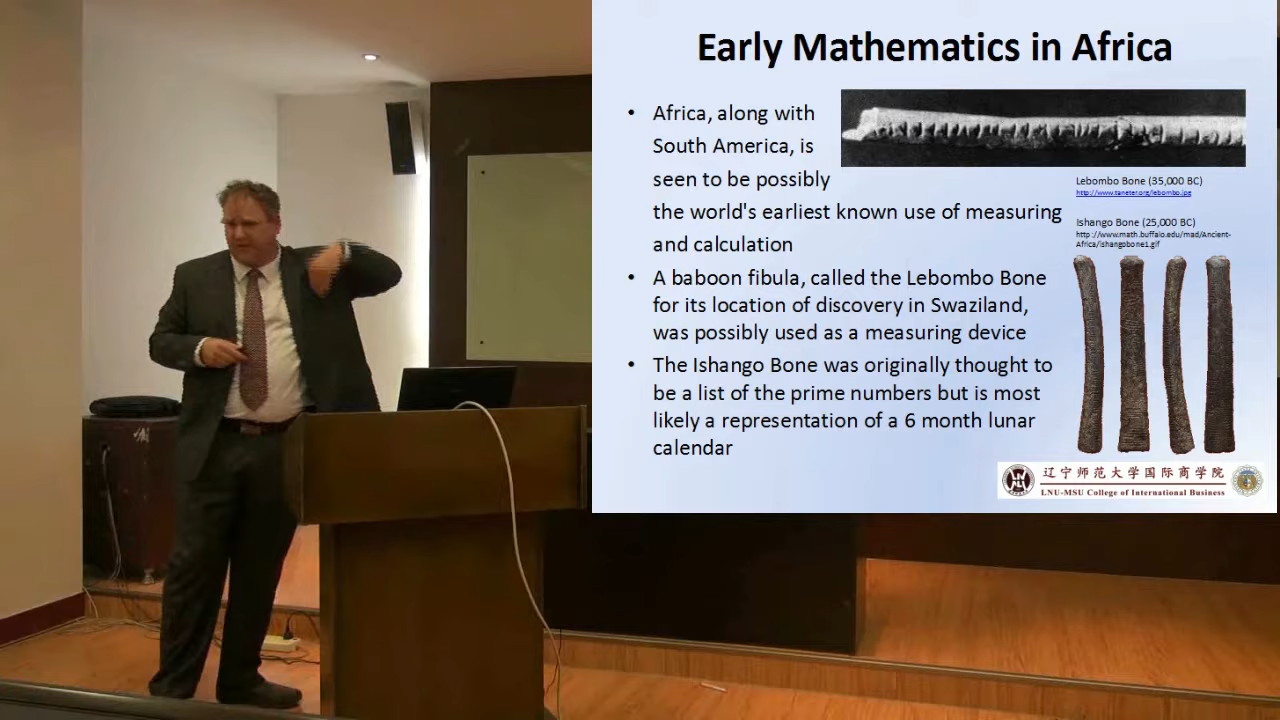 Early Mathematics in Africa
• Africa, along with
South America, is
seen to be possibly
the world's earliest known use of measuring
and calculation
• A baboon fibula, called the Lebombo Bone
for its location of discovery in Swaziland,
was possibly used as a measuring device
• The Ishango Bone was originally thought to
be a list of the prime numbers but is most
likely a representation of a 6 month lunar
calendar
Lebombo Bone (35,000 BC)
http://www.taneter.org/lebombo.jpg
Ishango Bone (25,000 BC)
http://www.math.buffalo.edu/mad/Ancient-
Africa/ishangobone1.gif
辽宁师范大学国际商学院
LNU-MSU College of International Business